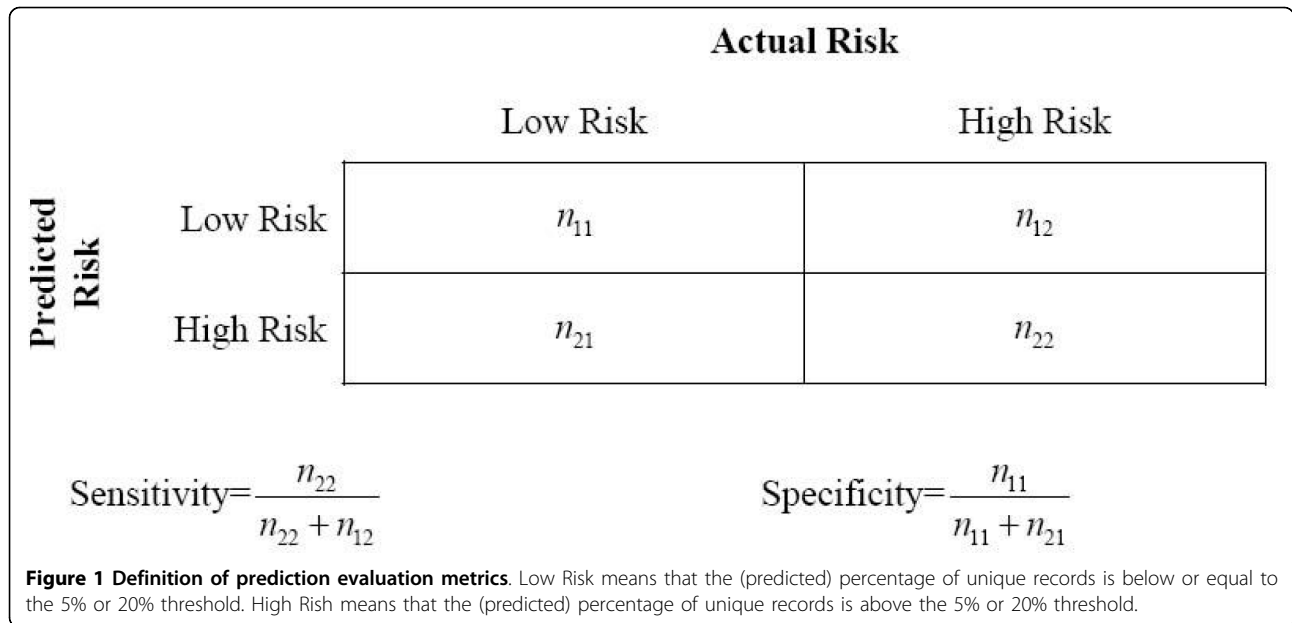 Actual Risk
Low Risk High Risk
Predicted
Risk
Low Risk n₁₁ n₁₂
High Risk n₂₁ n₂₂
Sensitivity= n₂₂ / (n₂₂ + n₁₂) Specificity= n₁₁ / (n₁₁ + n₂₁)
Figure 1 Definition of prediction evaluation metrics. Low Risk means that the (predicted) percentage of unique records is below or equal to
the 5% or 20% threshold. High Rish means that the (predicted) percentage of unique records is above the 5% or 20% threshold.